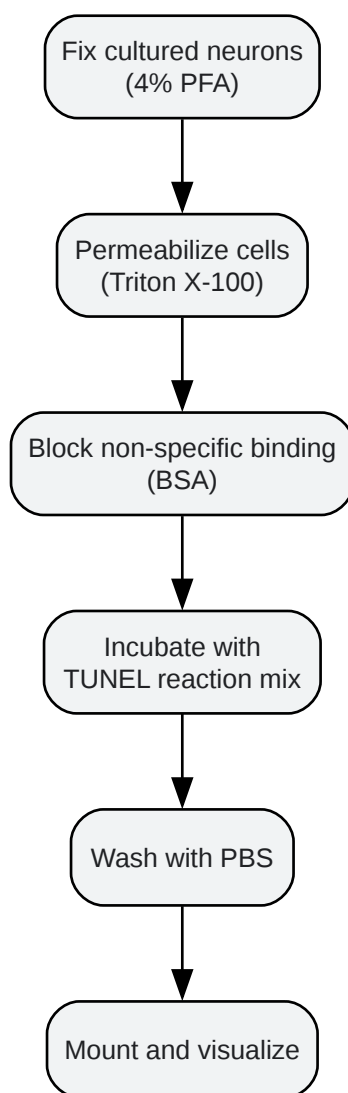 Fix cultured neurons
(4% PFA)
Permeabilize cells
(Triton X-100)
Block non-specific binding
(BSA)
Incubate with
TUNEL reaction mix
Wash with PBS
Mount and visualize